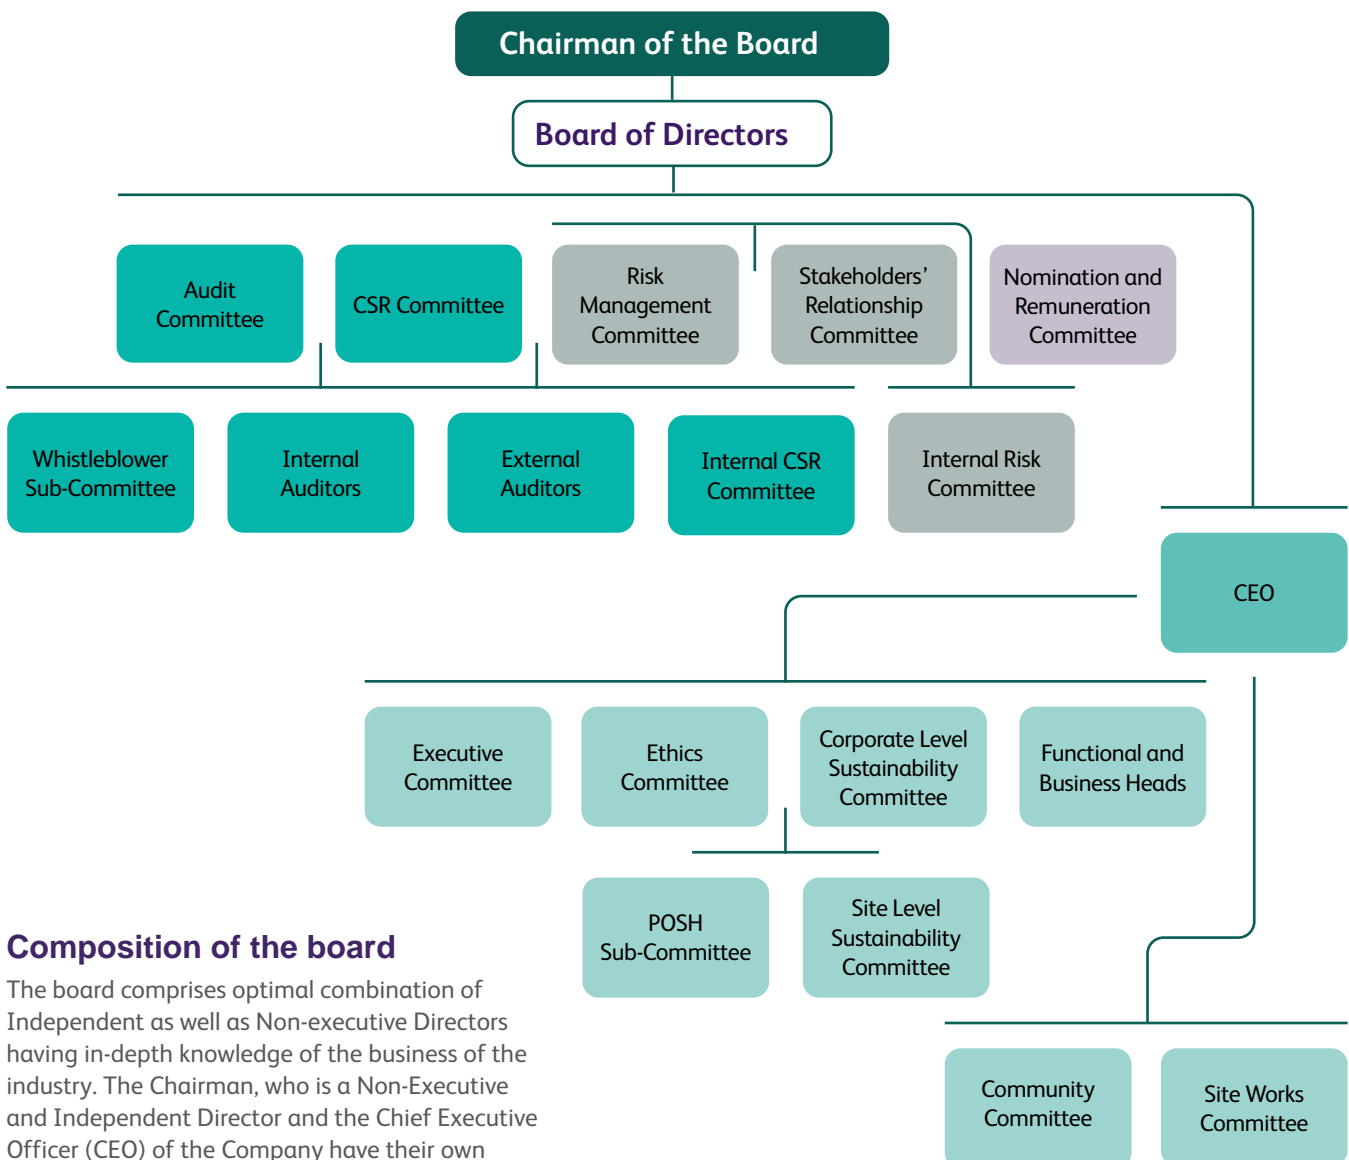 Chairman of the Board
Board of Directors
Audit
Committee
CSR Committee
Risk
Management
Committee
Stakeholders’
Relationship
Committee
Nomination and
Remuneration
Committee
Whistleblower
Sub-Committee
Internal
Auditors
External
Auditors
Internal CSR
Committee
Internal Risk
Committee
CEO
Executive
Committee
Ethics
Committee
Corporate Level
Sustainability
Committee
Functional and
Business Heads
POSH
Sub-Committee
Site Level
Sustainability
Committee
Community
Committee
Site Works
Committee
Composition of the board
The board comprises optimal combination of
Independent as well as Non-executive Directors
having in-depth knowledge of the business of the
industry. The Chairman, who is a Non-Executive
and Independent Director and the Chief Executive
Officer (CEO) of the Company have their own